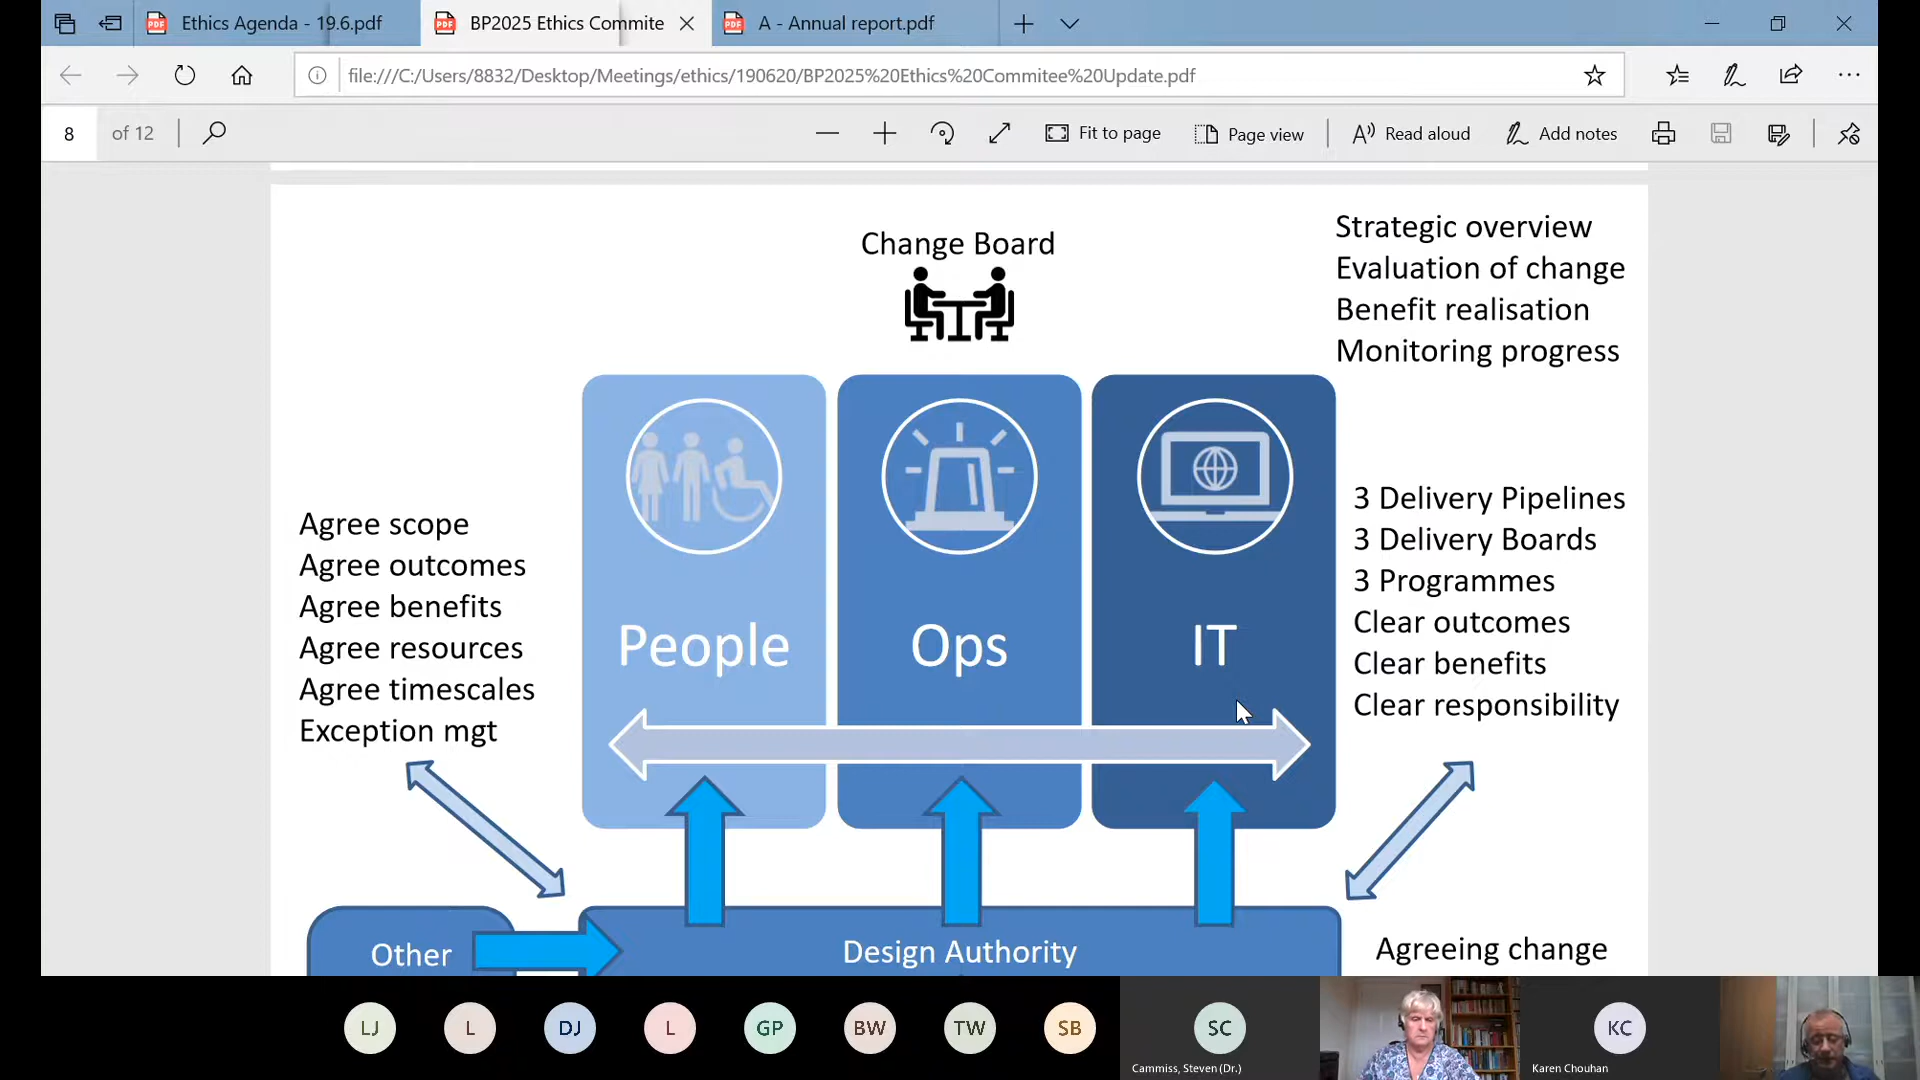 Ethics Agenda - 19.6.pdf
BP2025 Ethics Commite
A - Annual report.pdf
file:///C:/Users/8832/Desktop/Meetings/ethics/190620/BP2025%20Ethics%20Commitee%20Update.pdf
8 of 12
Fit to page
Page view
Read aloud
Add notes
Change Board
Strategic overview
Evaluation of change
Benefit realisation
Monitoring progress
Agree scope
Agree outcomes
Agree benefits
Agree resources
Agree timescales
Exception mgt
People
Ops
IT
3 Delivery Pipelines
3 Delivery Boards
3 Programmes
Clear outcomes
Clear benefits
Clear responsibility
Other
Design Authority
Agreeing change
LJ
L
DJ
L
GP
BW
TW
SB
SC
Cammiss, Steven (Dr.)
KC
Karen Chouhan